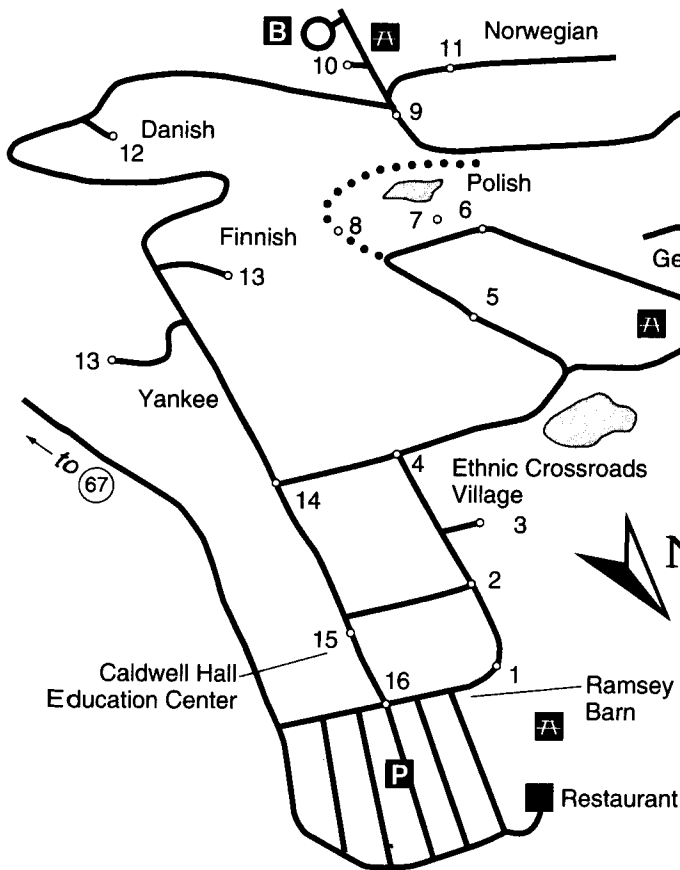 B
10
11
Norwegian
9
Danish
12
Polish
8
7
6
Finnish
13
Ge
5
13
Yankee
to 67
4
Ethnic Crossroads
Village
14
3
N
2
15
Caldwell Hall
Education Center
16
1
Ramsey
Barn
P
Restaurant